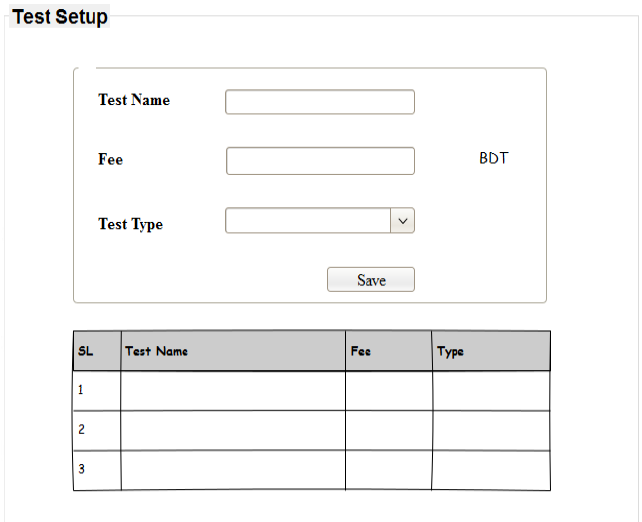 Test Setup
Test Name
Fee BDT
Test Type
Save
SL Test Name Fee Type
1
2
3